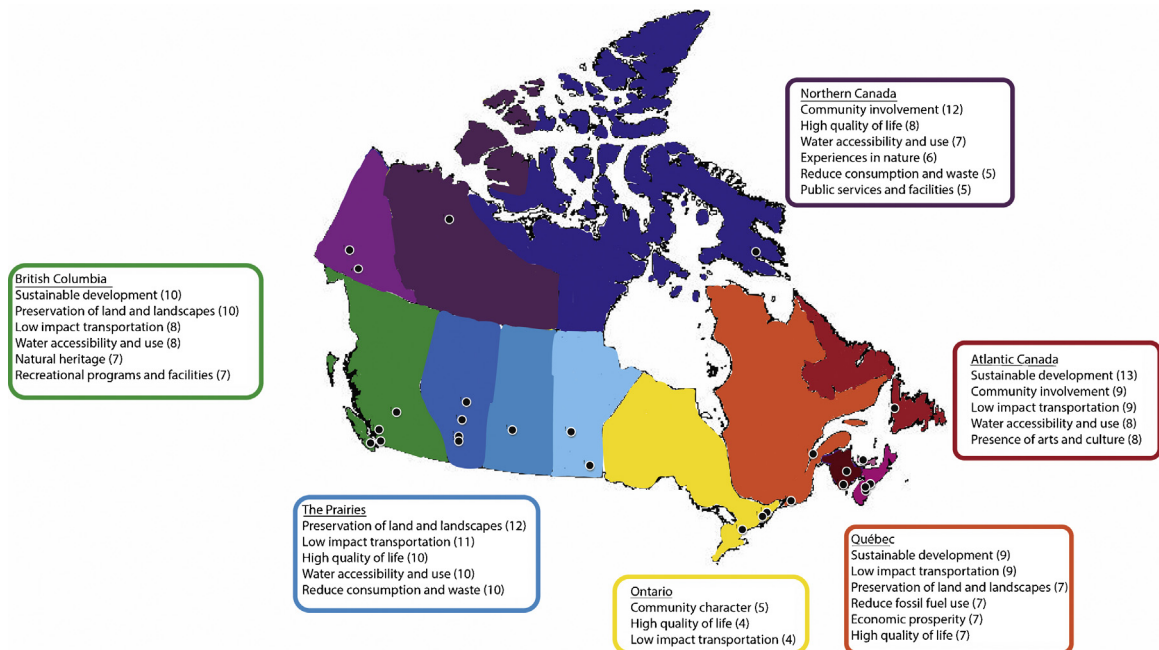 Northern Canada
Community involvement (12)
High quality of life (8)
Water accessibility and use (7)
Experiences in nature (6)
Reduce consumption and waste (5)
Public services and facilities (5)
British Columbia
Sustainable development (10)
Preservation of land and landscapes (10)
Low impact transportation (8)
Water accessibility and use (8)
Natural heritage (7)
Recreational programs and facilities (7)
Atlantic Canada
Sustainable development (13)
Community involvement (9)
Low impact transportation (9)
Water accessibility and use (8)
Presence of arts and culture (8)
The Prairies
Preservation of land and landscapes (12)
Low impact transportation (11)
High quality of life (10)
Water accessibility and use (10)
Reduce consumption and waste (10)
Ontario
Community character (5)
High quality of life (4)
Low impact transportation (4)
Québec
Sustainable development (9)
Low impact transportation (9)
Preservation of land and landscapes (7)
Reduce fossil fuel use (7)
Economic prosperity (7)
High quality of life (7)